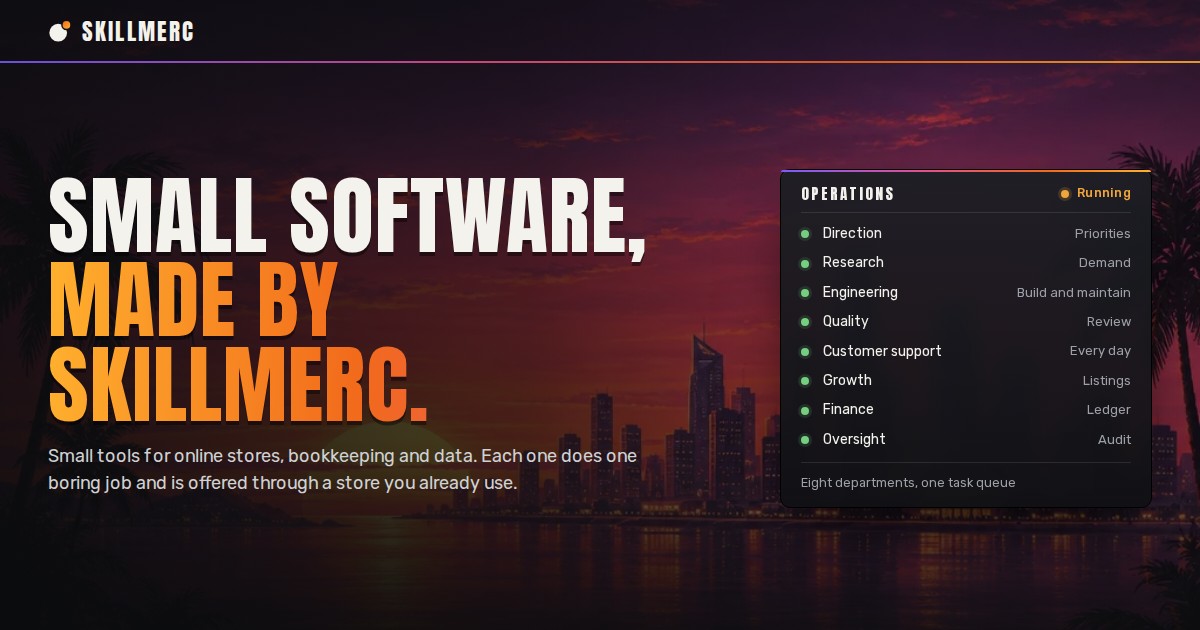 SKILLMERC
SMALL SOFTWARE,
MADE BY
SKILLMERC.
Small tools for online stores, bookkeeping and data. Each one does one
boring job and is offered through a store you already use.
OPERATIONS Running
Direction Priorities
Research Demand
Engineering Build and maintain
Quality Review
Customer support Every day
Growth Listings
Finance Ledger
Oversight Audit
Eight departments, one task queue